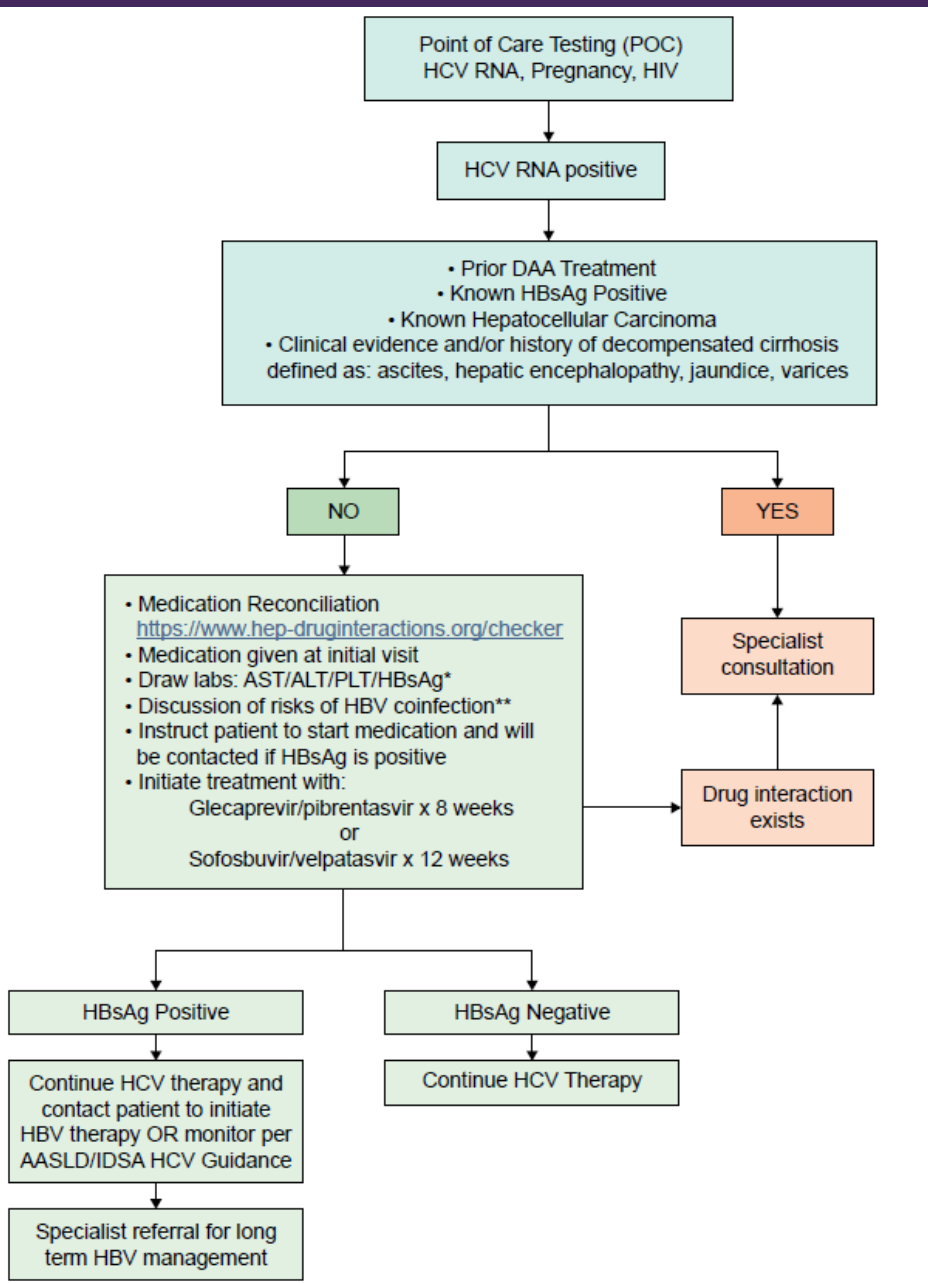 Point of Care Testing (POC)
HCV RNA, Pregnancy, HIV
HCV RNA positive
• Prior DAA Treatment
• Known HBsAg Positive
• Known Hepatocellular Carcinoma
• Clinical evidence and/or history of decompensated cirrhosis
defined as: ascites, hepatic encephalopathy, jaundice, varices
NO
YES
• Medication Reconciliation
https://www.hep-druginteractions.org/checker
• Medication given at initial visit
• Draw labs: AST/ALT/PLT/HBsAg*
• Discussion of risks of HBV coinfection**
• Instruct patient to start medication and will
be contacted if HBsAg is positive
• Initiate treatment with:
Glecaprevir/pibrentasvir x 8 weeks
or
Sofosbuvir/velpatasvir x 12 weeks
Specialist
consultation
Drug interaction
exists
HBsAg Positive
HBsAg Negative
Continue HCV therapy and
contact patient to initiate
HBV therapy OR monitor per
AASLD/IDSA HCV Guidance
Continue HCV Therapy
Specialist referral for long
term HBV management